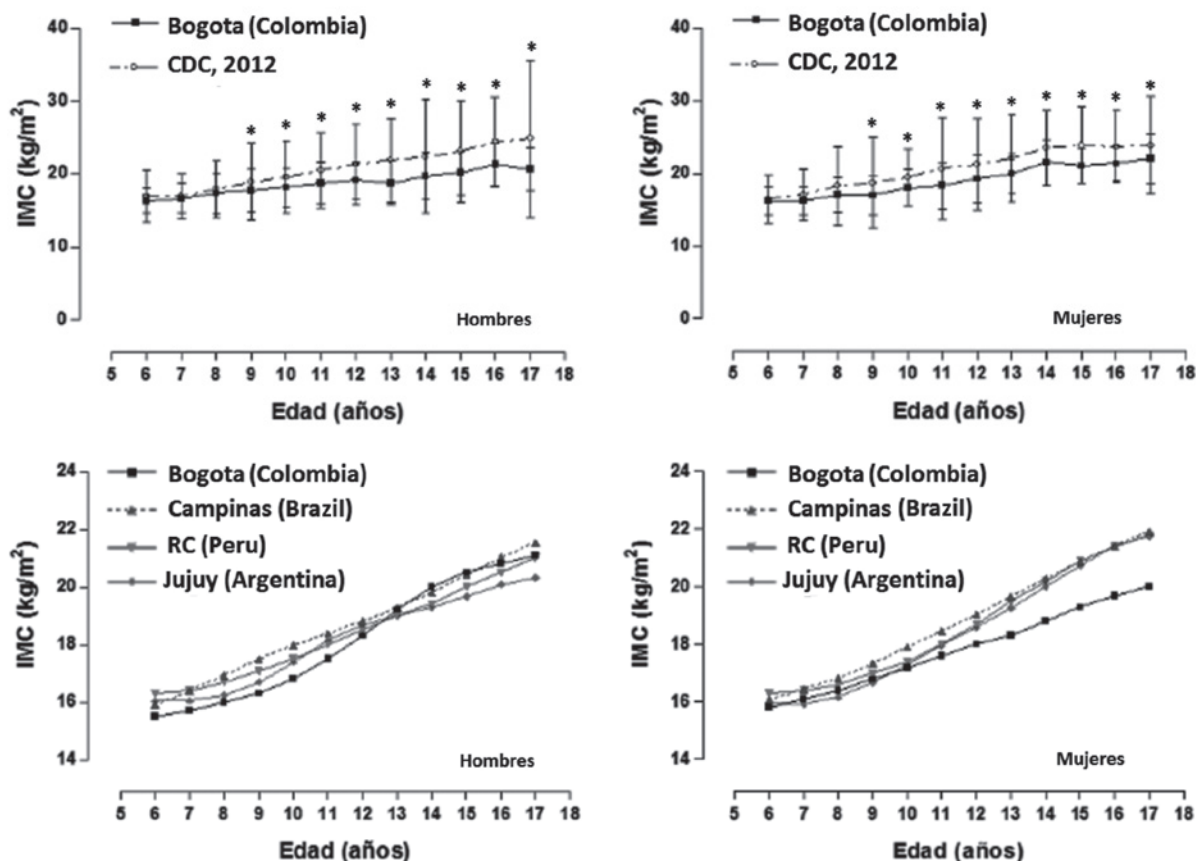 Bogota (Colombia)
CDC, 2012
40
30
20
10
0
IMC (kg/m²)
* * * * * * * * *
Hombres
5 6 7 8 9 10 11 12 13 14 15 16 17 18
Edad (años)
Bogota (Colombia)
CDC, 2012
40
30
20
10
0
IMC (kg/m²)
* * * * * * * * *
Mujeres
5 6 7 8 9 10 11 12 13 14 15 16 17 18
Edad (años)
Bogota (Colombia)
Campinas (Brazil)
RC (Peru)
Jujuy (Argentina)
24
22
20
18
16
14
IMC (kg/m²)
Hombres
5 6 7 8 9 10 11 12 13 14 15 16 17 18
Edad (años)
Bogota (Colombia)
Campinas (Brazil)
RC (Peru)
Jujuy (Argentina)
24
22
20
18
16
14
IMC (kg/m²)
Mujeres
5 6 7 8 9 10 11 12 13 14 15 16 17 18
Edad (años)